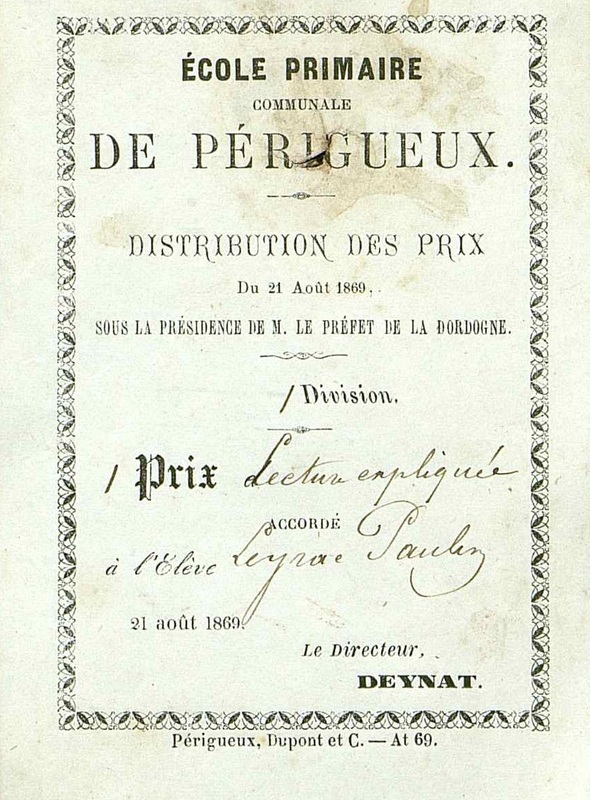 ÉCOLE PRIMAIRE
COMMUNALE
DE PÉRIGUEUX.
DISTRIBUTION DES PRIX
Du 21 Août 1869.
SOUS LA PRÉSIDENCE DE M. LE PRÉFET DE LA DORDOGNE.
1 Division.
1 Prix Lecture expliquée
ACCORDÉ
à l'Elève Leyrac Paulin
21 août 1869.
Le Directeur,
DEYNAT.
Périgueux, Dupont et C. — At 69.